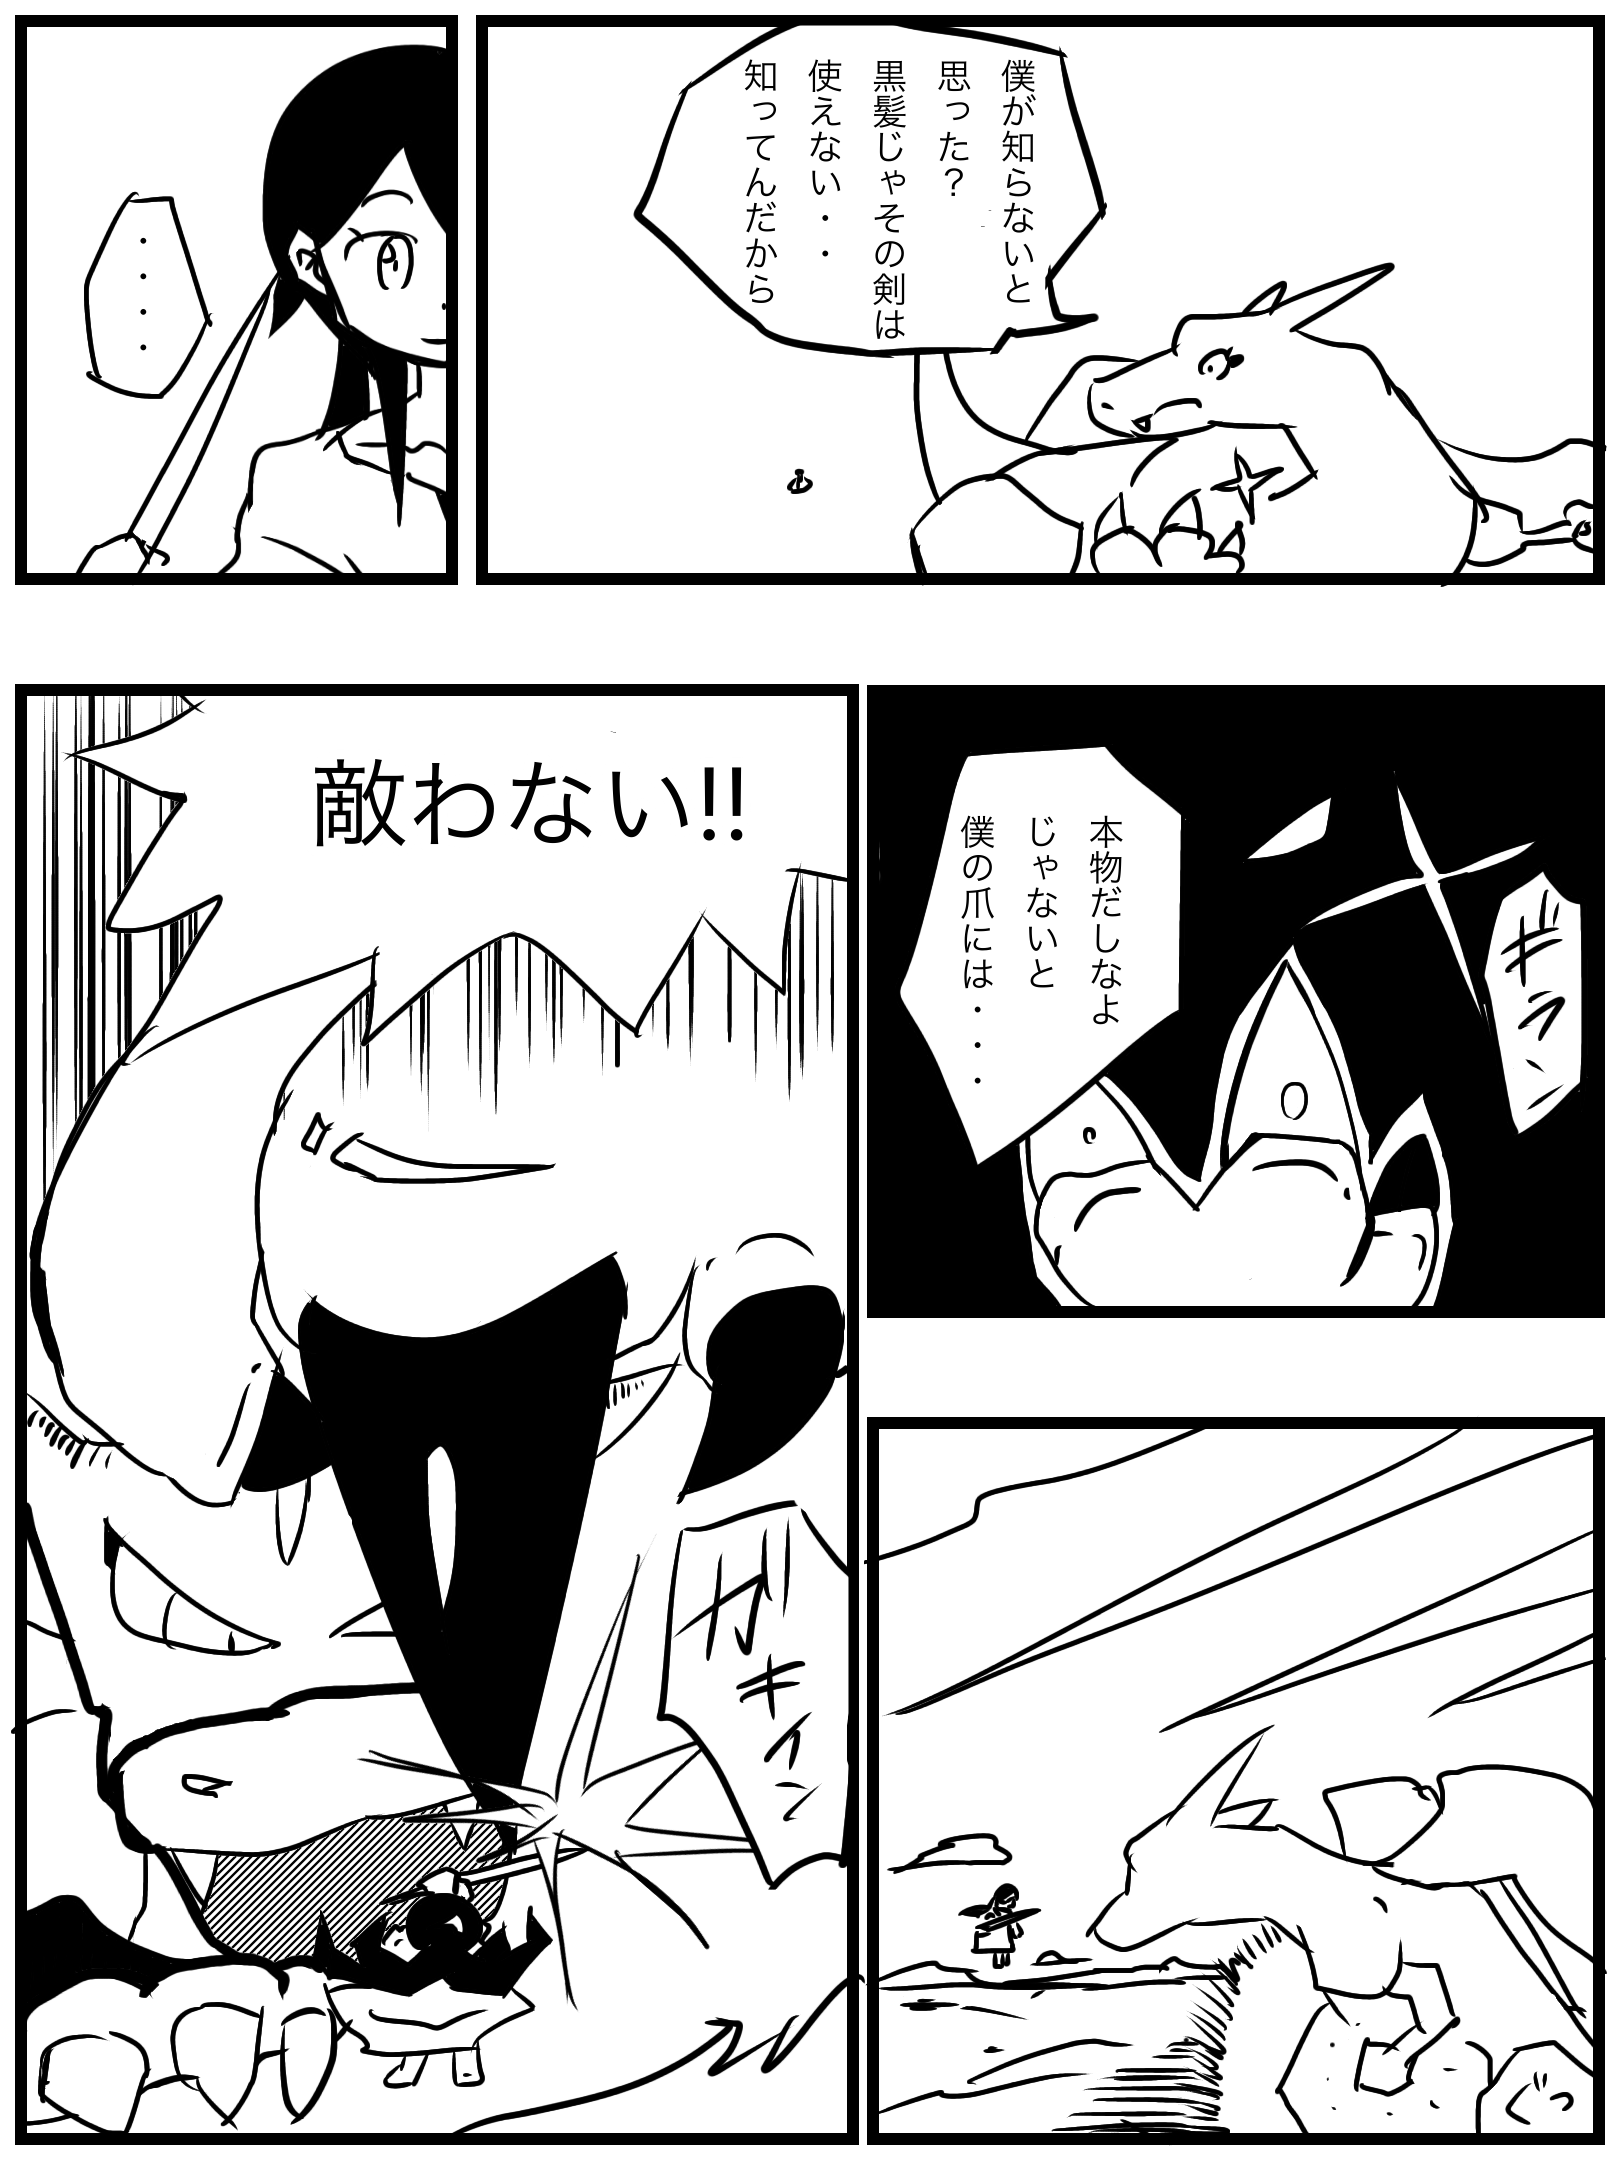 僕が知らないと
思った?
黒髪じゃその剣は
使えない・・
知ってんだから
・・・・
ギラン
本物だしなよ
じゃないと
僕の爪には・・・
敵わない!!
ガキィン
ぐっ